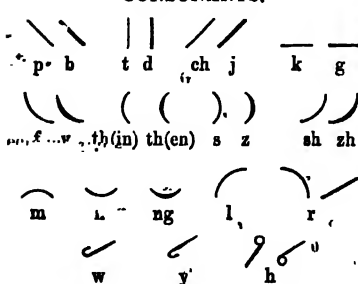 CONSONANTS.
p b t d ch j k g
f v th(in) th(en) s z sh zh
m ng l r
w y h